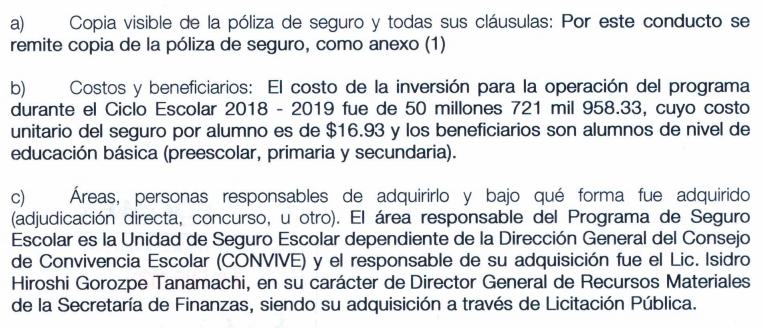 a) Copia visible de la póliza de seguro y todas sus cláusulas: Por este conducto se
remite copia de la póliza de seguro, como anexo (1)
b) Costos y beneficiarios: El costo de la inversión para la operación del programa
durante el Ciclo Escolar 2018 - 2019 fue de 50 millones 721 mil 958.33, cuyo costo
unitario del seguro por alumno es de $16.93 y los beneficiarios son alumnos de nivel de
educación básica (preescolar, primaria y secundaria).
c) Áreas, personas responsables de adquirirlo y bajo qué forma fue adquirido
(adjudicación directa, concurso, u otro). El área responsable del Programa de Seguro
Escolar es la Unidad de Seguro Escolar dependiente de la Dirección General del Consejo
de Convivencia Escolar (CONVIVE) y el responsable de su adquisición fue el Lic. Isidro
Hiroshi Gorozpe Tanamachi, en su carácter de Director General de Recursos Materiales
de la Secretaría de Finanzas, siendo su adquisición a través de Licitación Pública.